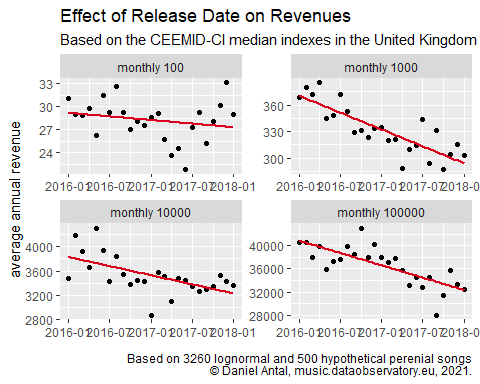 Effect of Release Date on Revenues
Based on the CEEMID-CI median indexes in the United Kingdom
average annual revenue
monthly 100
monthly 1000
33
30
27
24
360
330
300
2016-01 2016-07 2017-01 2017-07 2018-01
2016-01 2016-07 2017-01 2017-07 2018-0
monthly 10000
monthly 100000
4000
3600
3200
2800
40000
36000
32000
28000
2016-01 2016-07 2017-01 2017-07 2018-01
2016-01 2016-07 2017-01 2017-07 2018-0
Based on 3260 lognormal and 500 hypothetical perenial songs
© Daniel Antal, music.dataobservatory.eu, 2021.